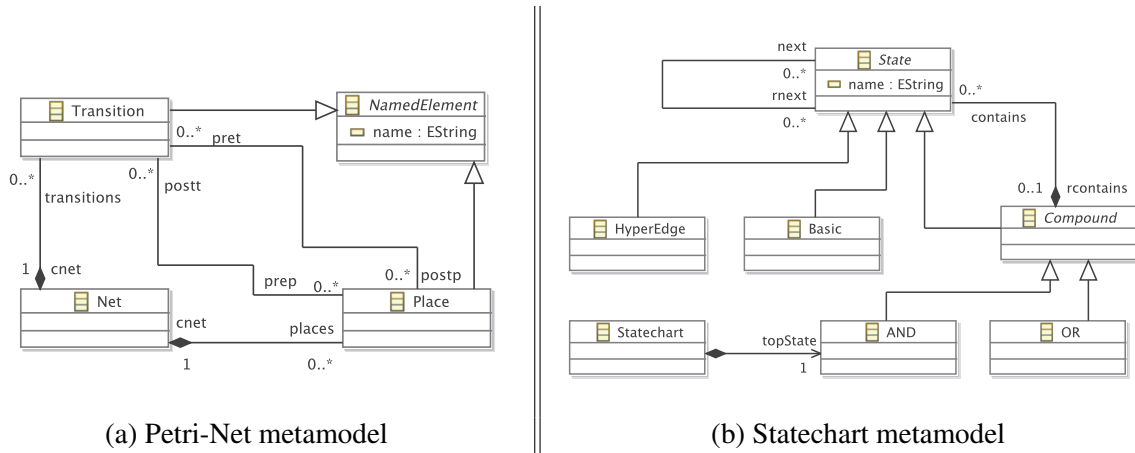 Transition
NamedElement
name : EString
0..*
pret
0..*
transitions
0..*
postt
1
cnet
prep
0..*
0..*
postp
Net
Place
cnet
places
1
0..*
(a) Petri-Net metamodel
next
0..*
rnext
0..*
State
name : EString
0..*
contains
0..1
rcontains
HyperEdge
Basic
Compound
Statechart
topState
1
AND
OR
(b) Statechart metamodel